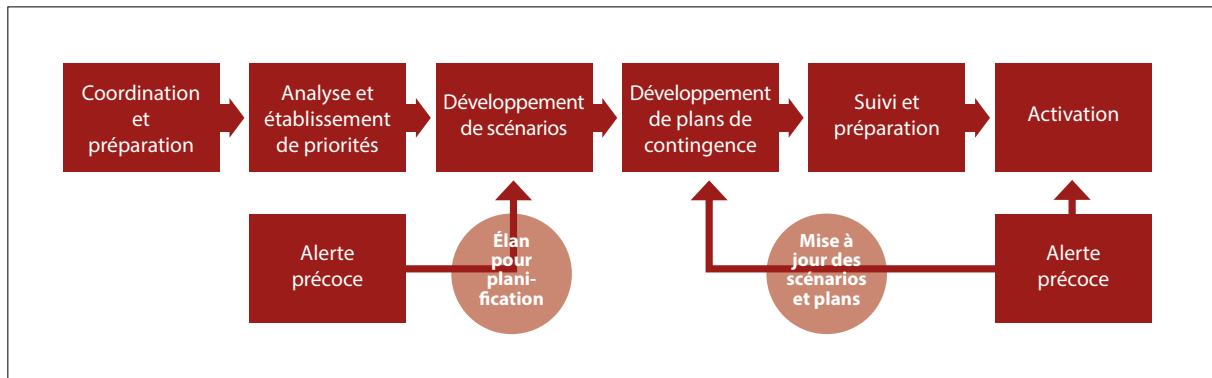 Coordination
et
préparation
Analyse et
établissement
de priorités
Développement
de scénarios
Développement
de plans de
contingence
Suivi et
préparation
Activation
Alerte
précoce
Élan
pour
plani-
fication
Mise à
jour des
scénarios
et plans
Alerte
précoce